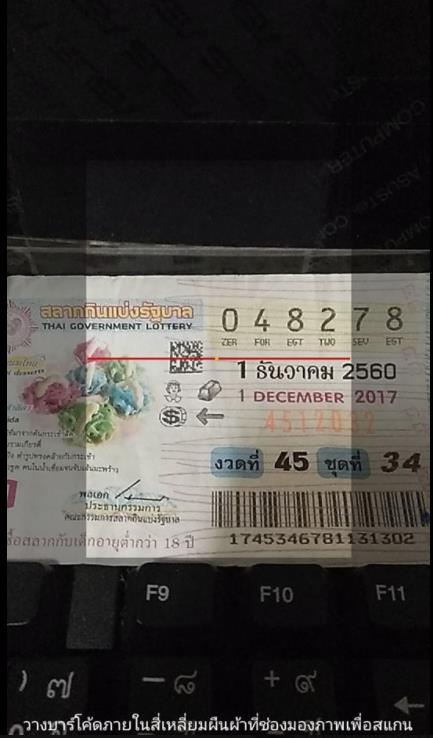 สลากกินแบ่งรัฐบาล
THAI GOVERNMENT LOTTERY
0 4 8 2 7 8
ZER FOR EGT TWO SEV EGT
1 ธันวาคม 2560
1 DECEMBER 2017
4512032
งวดที่ 45 ชุดที่ 34
พลเอก
ประธานกรรมการ
คณะกรรมการสลากกินแบ่งรัฐบาล
1745346781131302
สลากกับเด็กอายุต่ำกว่า 18 ปี
F9 F10 F11
๗ - ๘ + ๙
วางบาร์โค้ดภายในสี่เหลี่ยมผืนผ้าที่ช่องมองภาพเพื่อสแกน